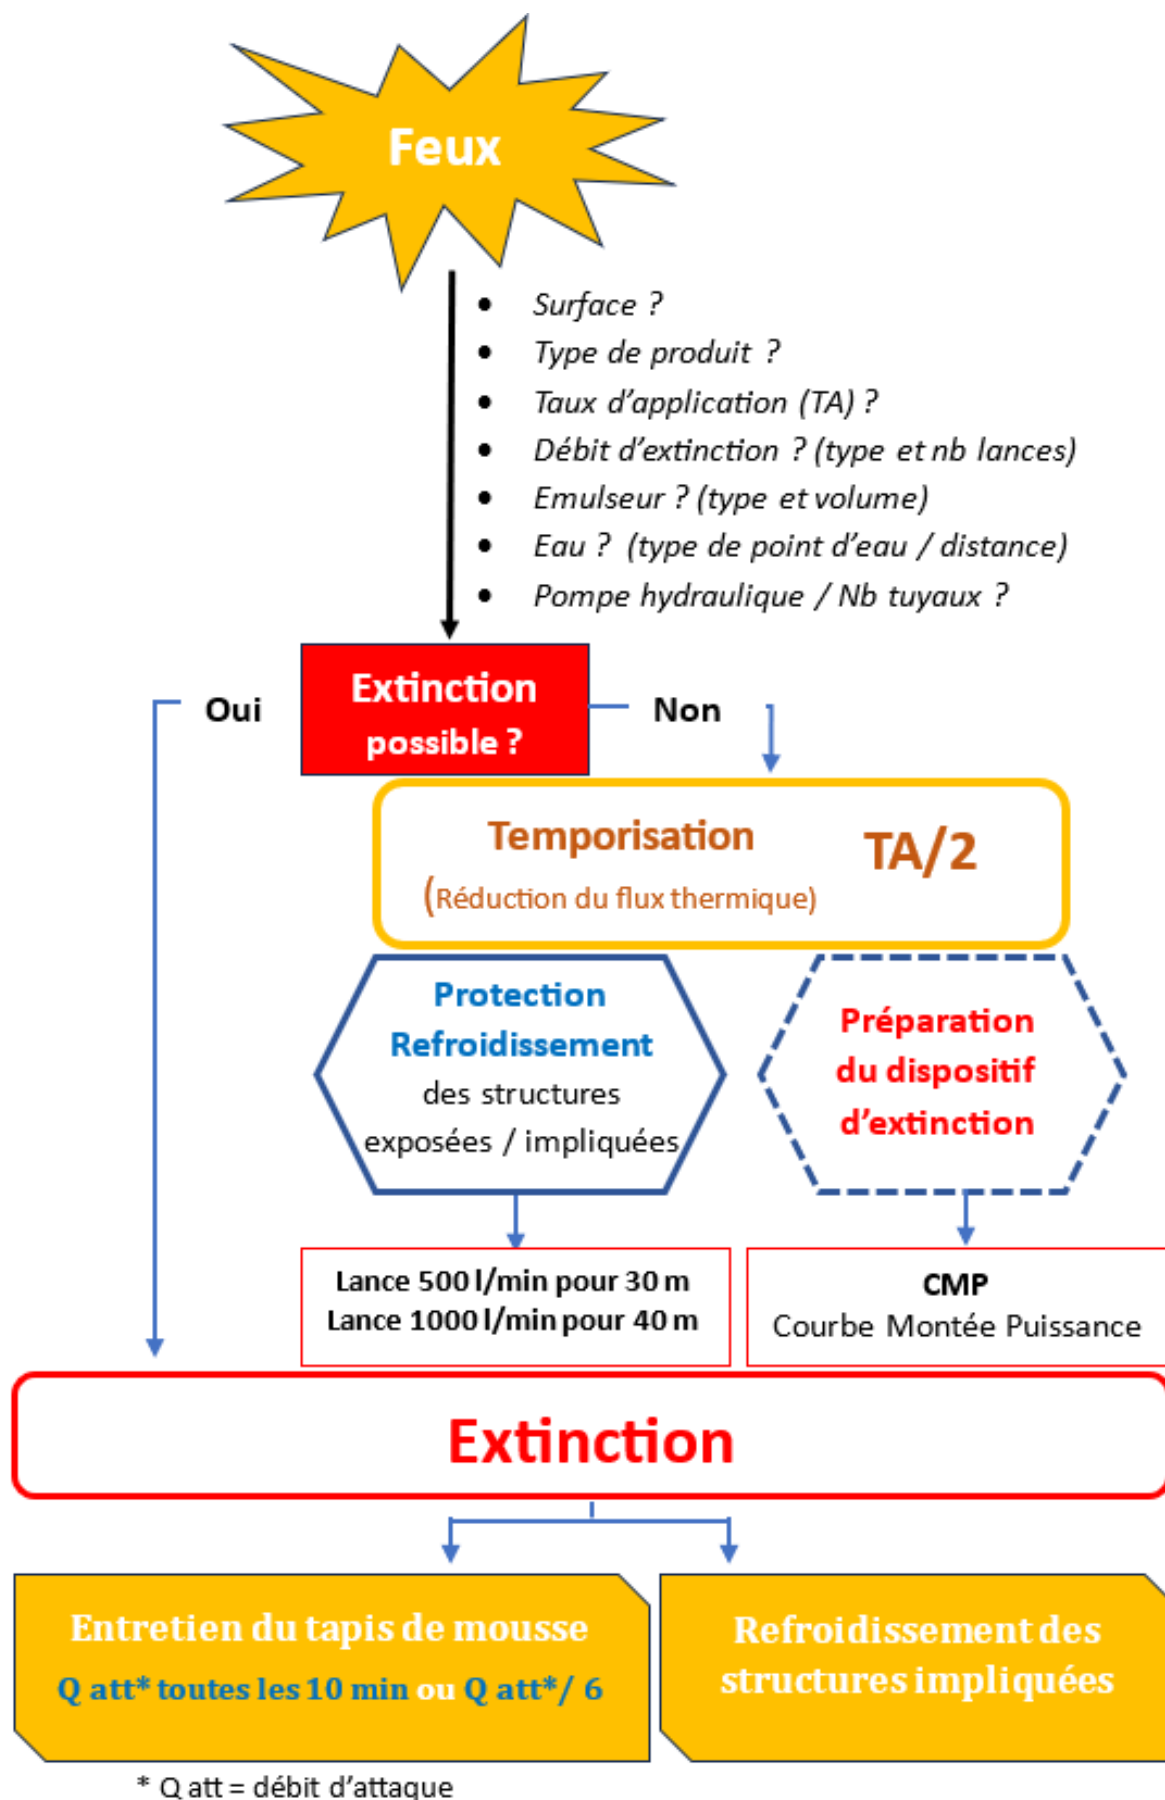 Feux
• Surface ?
• Type de produit ?
• Taux d’application (TA) ?
• Débit d’extinction ? (type et nb lances)
• Emulseur ? (type et volume)
• Eau ?  (type de point d’eau / distance)
• Pompe hydraulique / Nb tuyaux ?
Extinction
possible ?
Oui
Non
Temporisation
(Réduction du flux thermique)
TA/2
Protection
Refroidissement
des structures
exposées / impliquées
Préparation
du dispositif
d’extinction
Lance 500 l/min pour 30 m
Lance 1000 l/min pour 40 m
CMP
Courbe Montée Puissance
Extinction
Entretien du tapis de mousse
Q att* toutes les 10 min ou Q att*/ 6
Refroidissement des
structures impliquées
* Q att = débit d’attaque